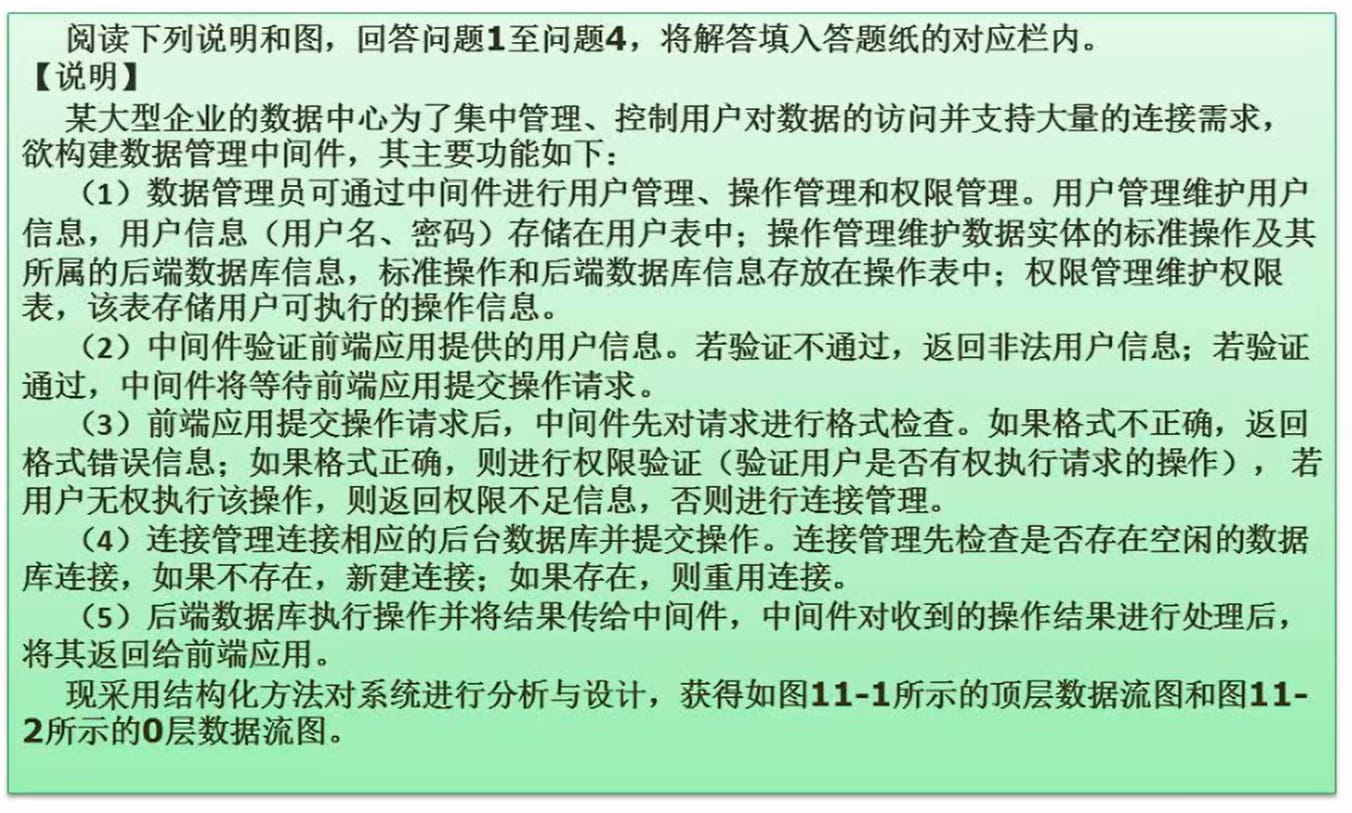 阅读下列说明和图，回答问题1至问题4，将解答填入答题纸的对应栏内。
【说明】
某大型企业的数据中心为了集中管理、控制用户对数据的访问并支持大量的连接需求，
欲构建数据管理中间件，其主要功能如下：
（1）数据管理员可通过中间件进行用户管理、操作管理和权限管理。用户管理维护用户
信息，用户信息（用户名、密码）存储在用户表中；操作管理维护数据实体的标准操作及其
所属的后端数据库信息，标准操作和后端数据库信息存放在操作表中；权限管理维护权限
表，该表存储用户可执行的操作信息。
（2）中间件验证前端应用提供的用户信息。若验证不通过，返回非法用户信息；若验证
通过，中间件将等待前端应用提交操作请求。
（3）前端应用提交操作请求后，中间件先对请求进行格式检查。如果格式不正确，返回
格式错误信息；如果格式正确，则进行权限验证（验证用户是否有权执行请求的操作），若
用户无权执行该操作，则返回权限不足信息，否则进行连接管理。
（4）连接管理连接相应的后台数据库并提交操作。连接管理先检查是否存在空闲的数据
库连接，如果不存在，新建连接；如果存在，则重用连接。
（5）后端数据库执行操作并将结果传给中间件，中间件对收到的操作结果进行处理后，
将其返回给前端应用。
现采用结构化方法对系统进行分析与设计，获得如图11-1所示的顶层数据流图和图11-
2所示的0层数据流图。